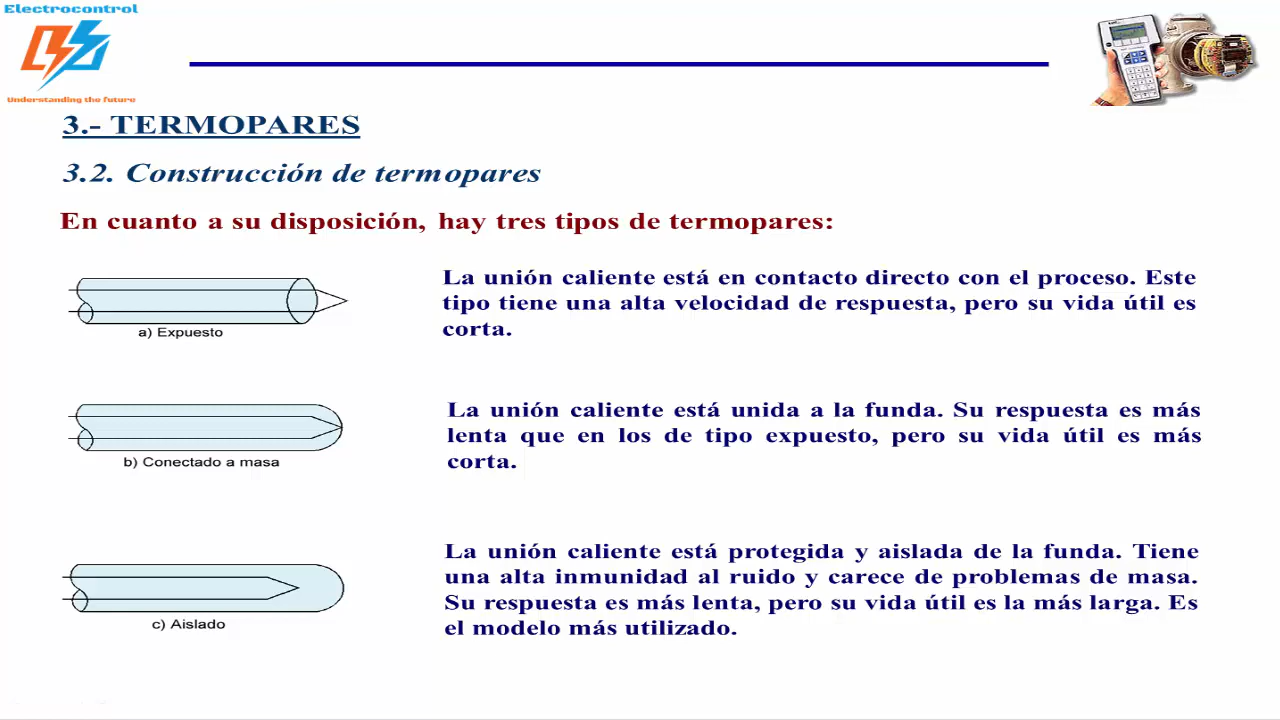 Electrocontrol
Understanding the future
3.- TERMOPARES
3.2. Construcción de termopares
En cuanto a su disposición, hay tres tipos de termopares:
La unión caliente está en contacto directo con el proceso. Este
tipo tiene una alta velocidad de respuesta, pero su vida útil es
corta.
a) Expuesto
La unión caliente está unida a la funda. Su respuesta es más
lenta que en los de tipo expuesto, pero su vida útil es más
corta.
b) Conectado a masa
La unión caliente está protegida y aislada de la funda. Tiene
una alta inmunidad al ruido y carece de problemas de masa.
Su respuesta es más lenta, pero su vida útil es la más larga. Es
el modelo más utilizado.
c) Aislado